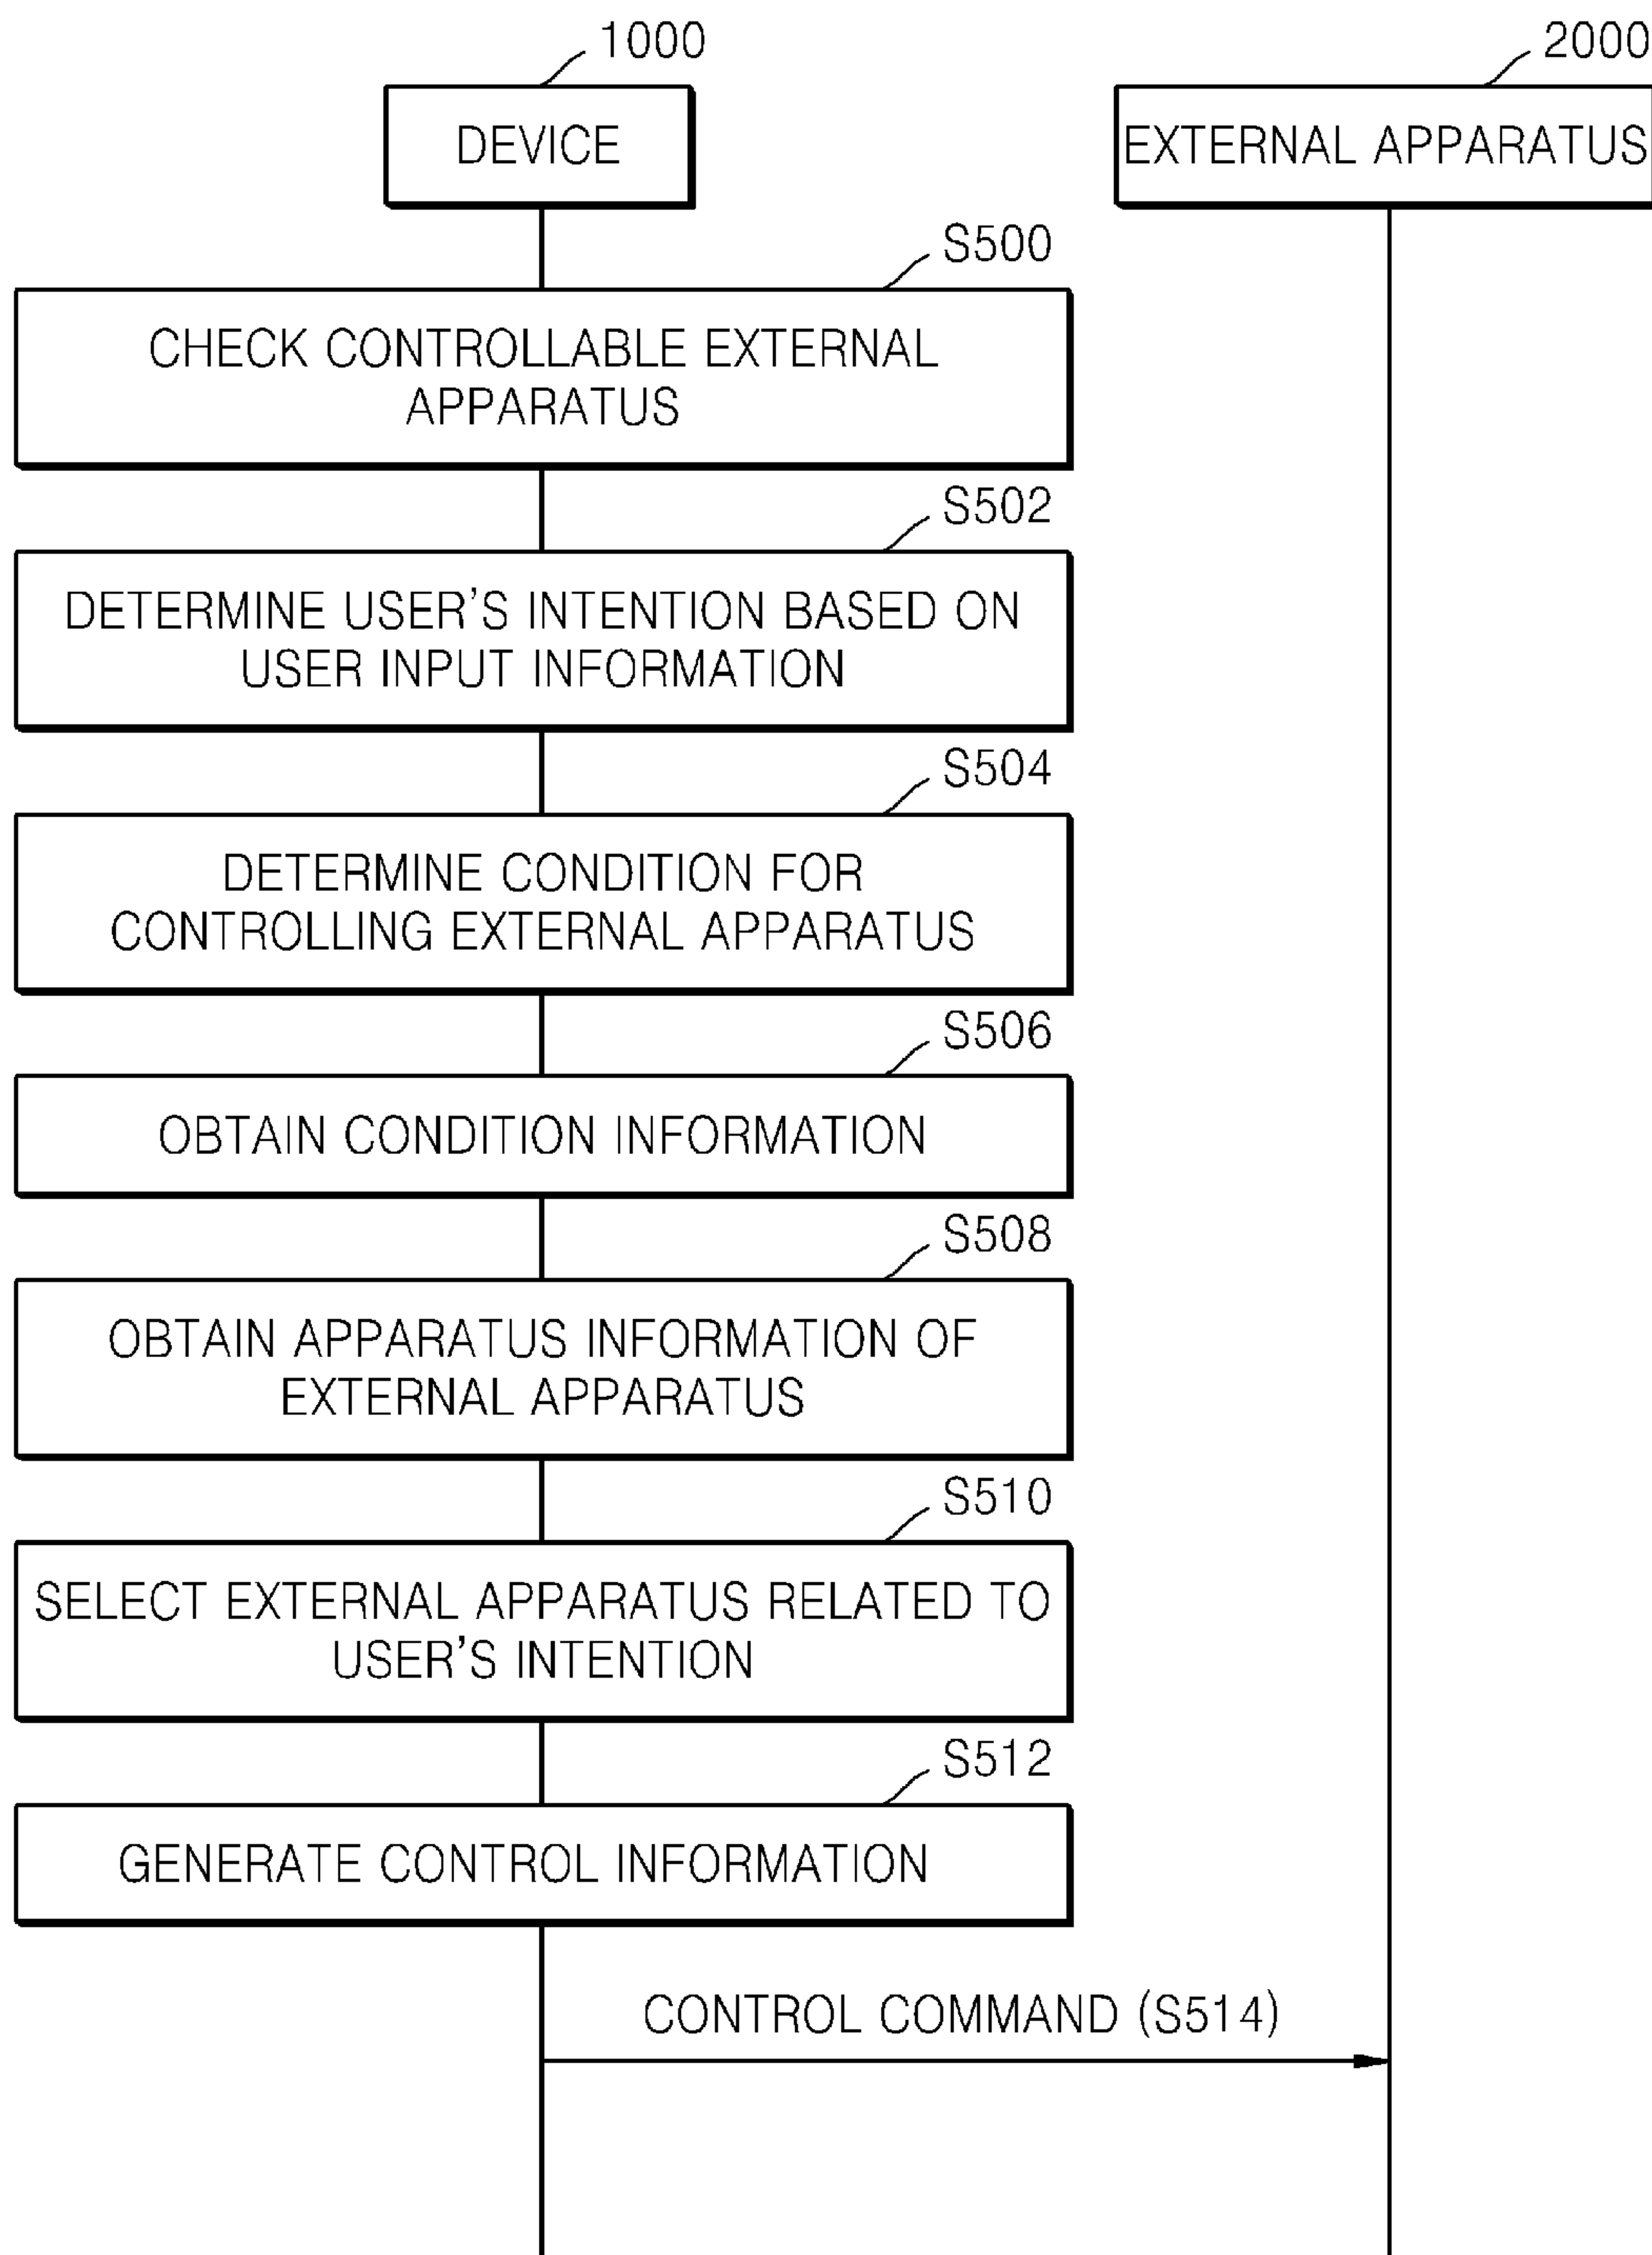 1000
2000
DEVICE
EXTERNAL APPARATUS
S500
CHECK CONTROLLABLE EXTERNAL
APPARATUS
S502
DETERMINE USER'S INTENTION BASED ON
USER INPUT INFORMATION
S504
DETERMINE CONDITION FOR
CONTROLLING EXTERNAL APPARATUS
S506
OBTAIN CONDITION INFORMATION
S508
OBTAIN APPARATUS INFORMATION OF
EXTERNAL APPARATUS
S510
SELECT EXTERNAL APPARATUS RELATED TO
USER'S INTENTION
S512
GENERATE CONTROL INFORMATION
CONTROL COMMAND (S514)